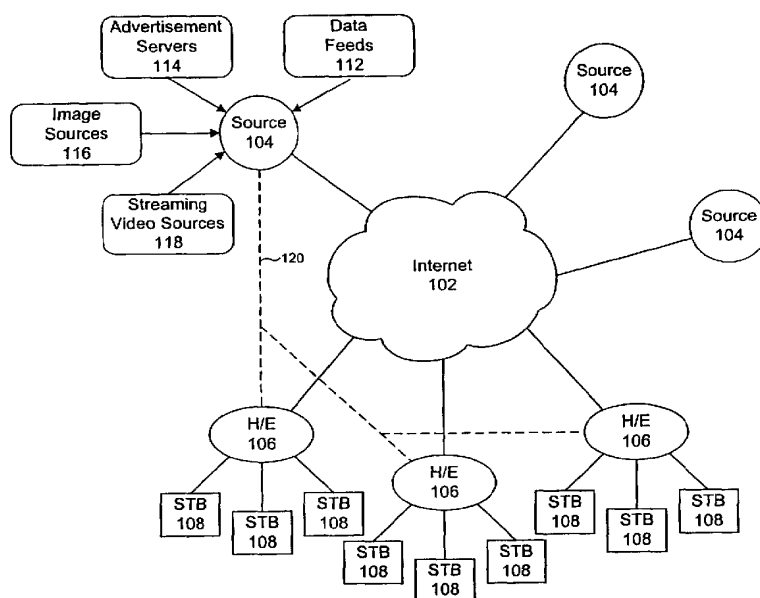 Advertisement
Servers
114
Data
Feeds
112
Image
Sources
116
Source
104
Streaming
Video Sources
118
Source
104
Source
104
120
Internet
102
H/E
106
H/E
106
H/E
106
STB
108
STB
108
STB
108
STB
108
STB
108
STB
108
STB
108
STB
108
STB
108